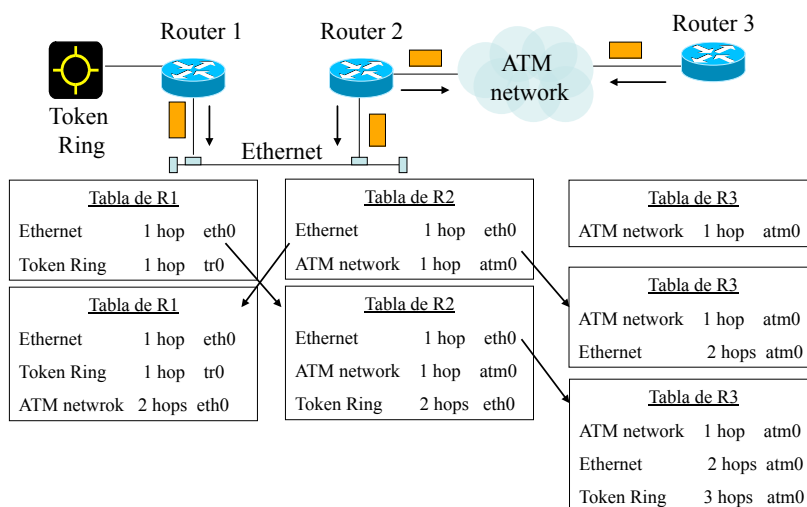 Router 1
Router 2
Router 3
Token
Ring
ATM
network
Ethernet
Tabla de R1
Ethernet 1 hop eth0
Token Ring 1 hop tr0
Tabla de R2
Ethernet 1 hop eth0
ATM network 1 hop atm0
Tabla de R3
ATM network 1 hop atm0
Tabla de R1
Ethernet 1 hop eth0
Token Ring 1 hop tr0
ATM netwrok 2 hops eth0
Tabla de R2
Ethernet 1 hop eth0
ATM network 1 hop atm0
Token Ring 2 hops eth0
Tabla de R3
ATM network 1 hop atm0
Ethernet 2 hops atm0
Tabla de R3
ATM network 1 hop atm0
Ethernet 2 hops atm0
Token Ring 3 hops atm0